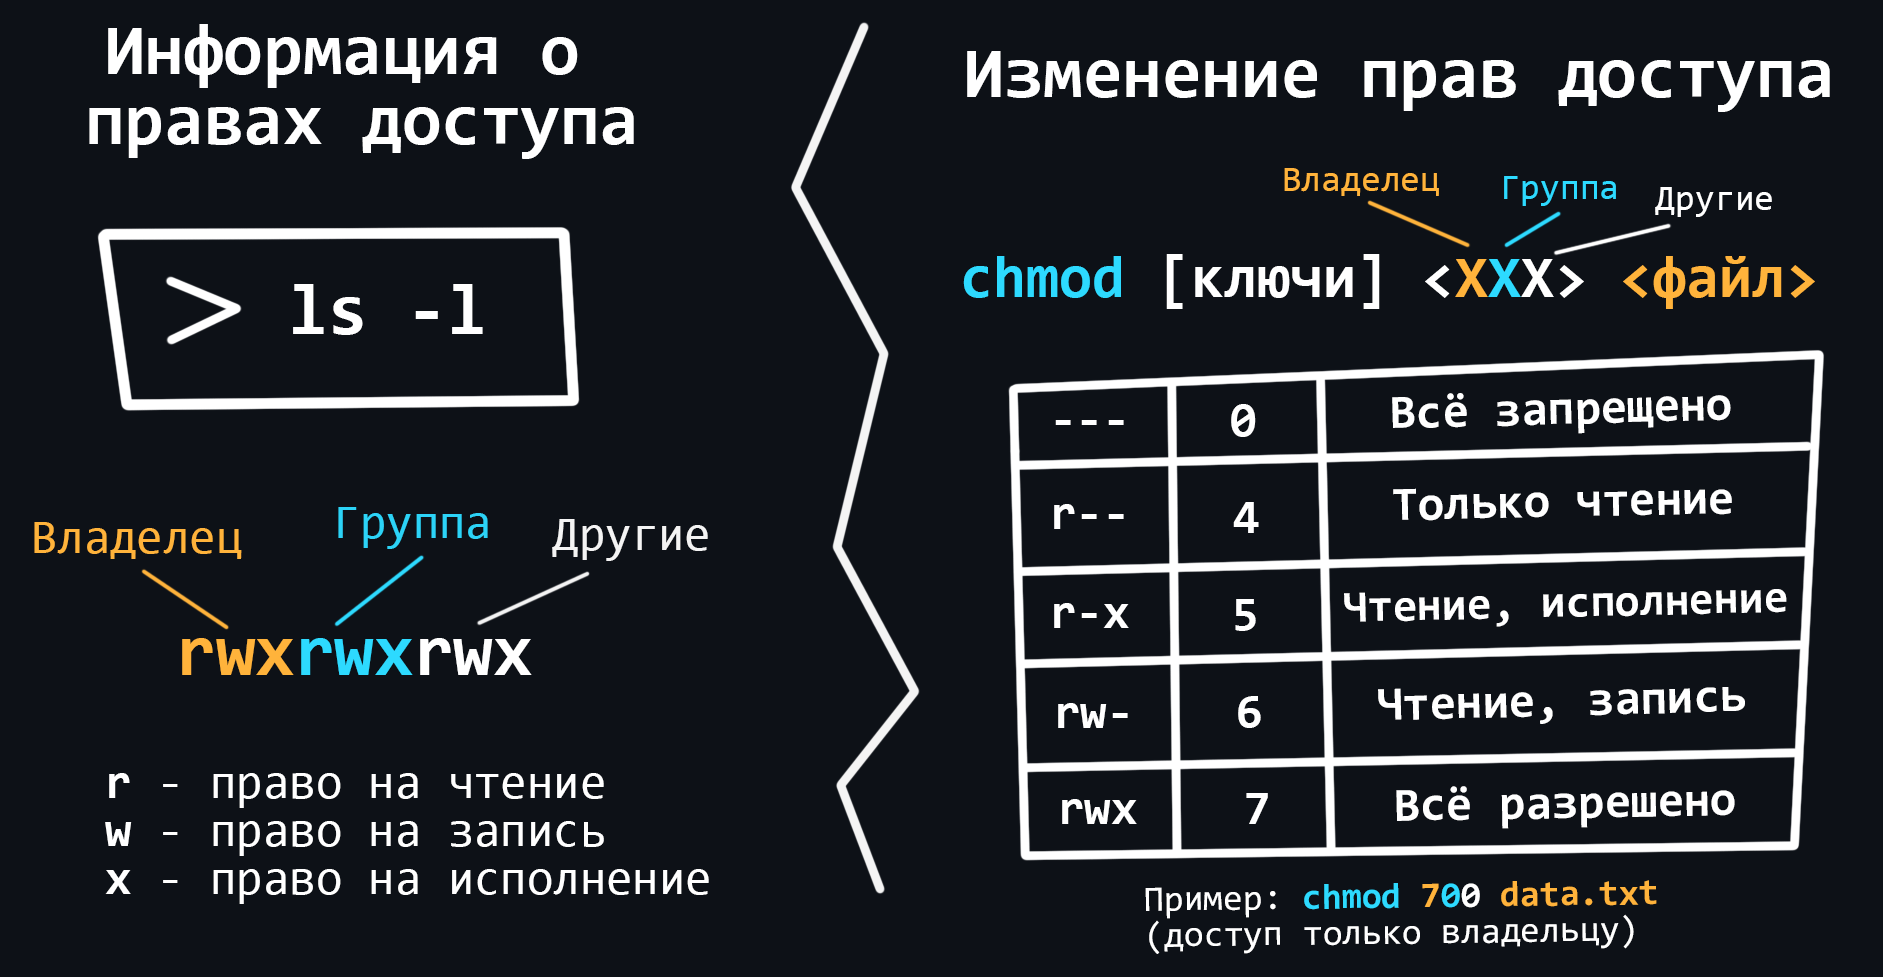 Информация о
правах доступа
> ls -l
Владелец Группа Другие
rwxrwxrwx
r - право на чтение
w - право на запись
x - право на исполнение
Изменение прав доступа
Владелец Группа Другие
chmod [ключи] <XXX> <файл>
--- 0 Всё запрещено
r-- 4 Только чтение
r-x 5 Чтение, исполнение
rw- 6 Чтение, запись
rwx 7 Всё разрешено
Пример: chmod 700 data.txt
(доступ только владельцу)